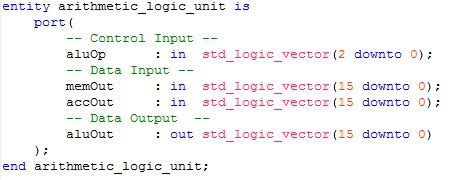 entity arithmetic_logic_unit is
port(
-- Control Input --
aluOp : in std_logic_vector(2 downto 0);
-- Data Input --
memOut : in std_logic_vector(15 downto 0);
accOut : in std_logic_vector(15 downto 0);
-- Data Output --
aluOut : out std_logic_vector(15 downto 0)
);
end arithmetic_logic_unit;